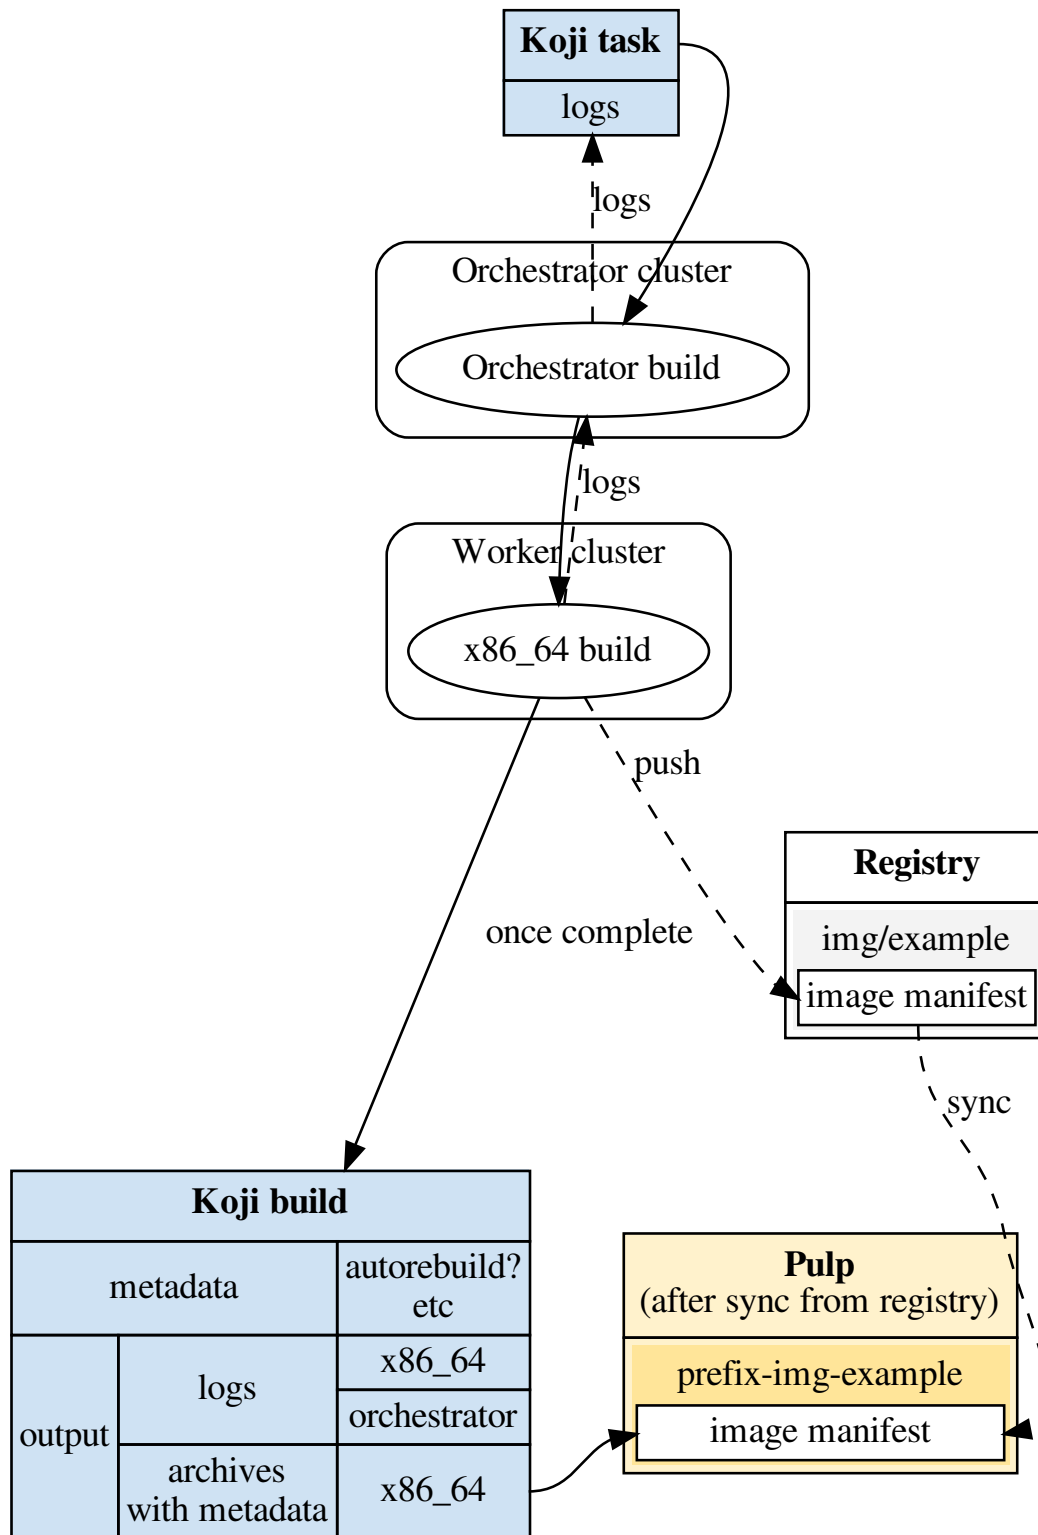 Koji task
logs
logs
Orchestrator cluster
Orchestrator build
logs
Worker cluster
x86_64 build
push
Registry
img/example
once complete
image manifest
sync
Koji build
metadata
autorebuild?
etc
Pulp
(after sync from registry)
output
logs
x86_64
orchestrator
archives
with metadata
x86_64
prefix-img-example
image manifest